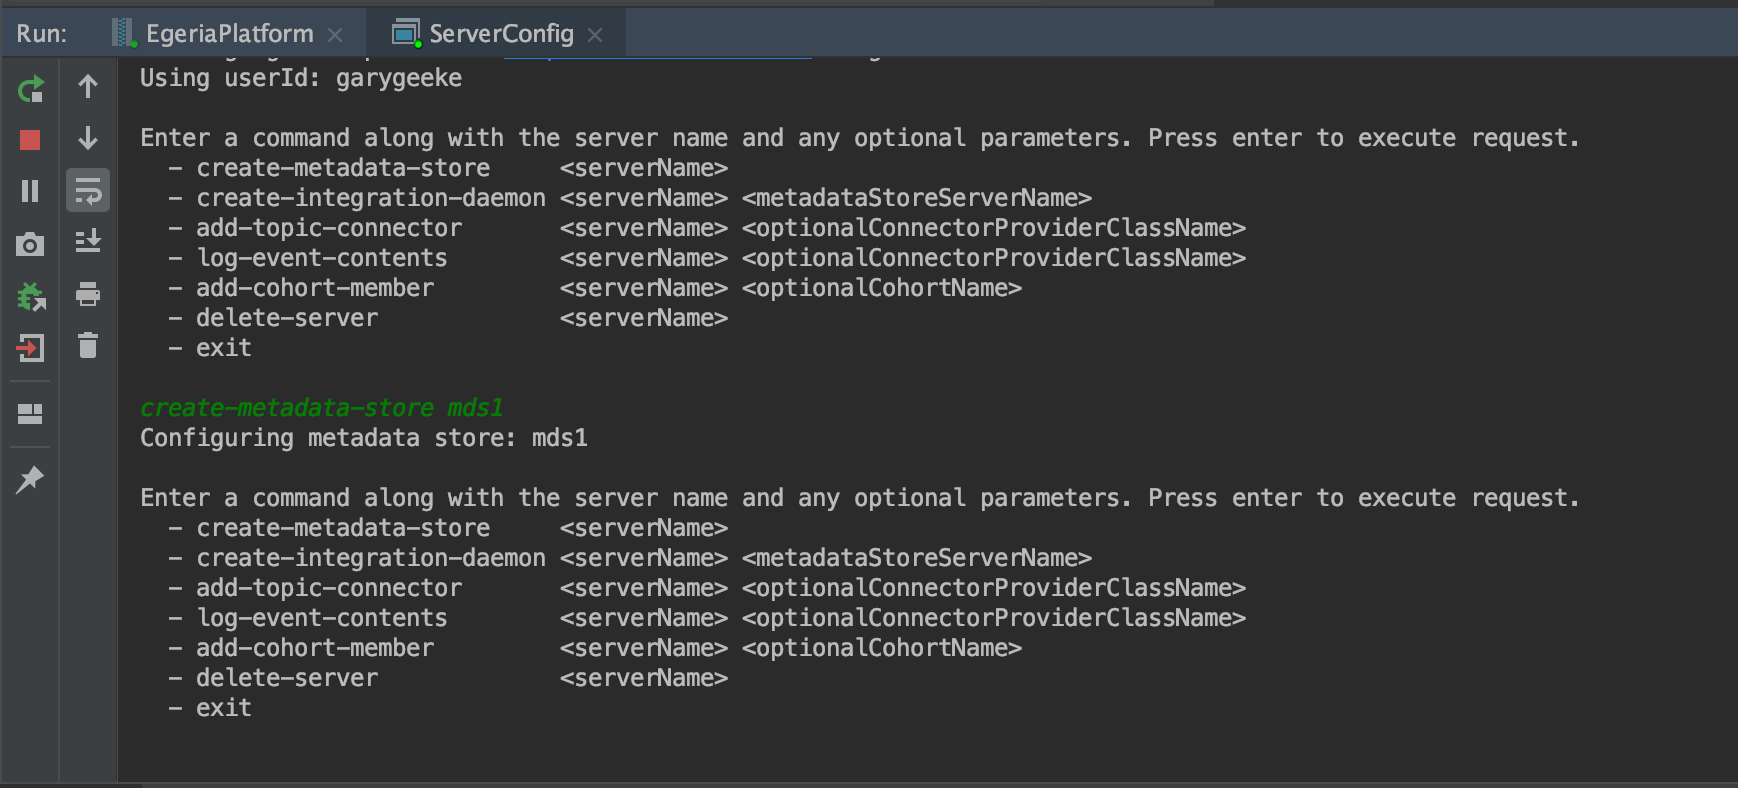 Run: EgeriaPlatform ServerConfig
Using userId: garygeeke
Enter a command along with the server name and any optional parameters. Press enter to execute request.
- create-metadata-store <serverName>
- create-integration-daemon <serverName> <metadataStoreServerName>
- add-topic-connector <serverName> <optionalConnectorProviderClassName>
- log-event-contents <serverName> <optionalConnectorProviderClassName>
- add-cohort-member <serverName> <optionalCohortName>
- delete-server <serverName>
- exit
create-metadata-store mds1
Configuring metadata store: mds1
Enter a command along with the server name and any optional parameters. Press enter to execute request.
- create-metadata-store <serverName>
- create-integration-daemon <serverName> <metadataStoreServerName>
- add-topic-connector <serverName> <optionalConnectorProviderClassName>
- log-event-contents <serverName> <optionalConnectorProviderClassName>
- add-cohort-member <serverName> <optionalCohortName>
- delete-server <serverName>
- exit